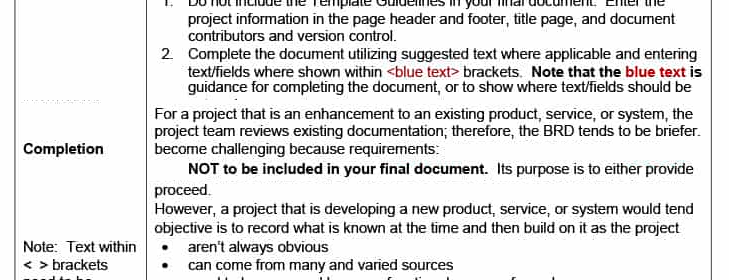 1. Do not include the Template Guidelines in your final document. Enter the
project information in the page header and footer, title page, and document
contributors and version control.
2. Complete the document utilizing suggested text where applicable and entering
text/fields where shown within <blue text> brackets. Note that the blue text is
guidance for completing the document, or to show where text/fields should be
For a project that is an enhancement to an existing product, service, or system, the
project team reviews existing documentation; therefore, the BRD tends to be briefer.
Completion
become challenging because requirements:
NOT to be included in your final document. Its purpose is to either provide
proceed.
However, a project that is developing a new product, service, or system would tend
objective is to record what is known at the time and then build on it as the project
Note: Text within
< > brackets
• aren't always obvious
• can come from many and varied sources